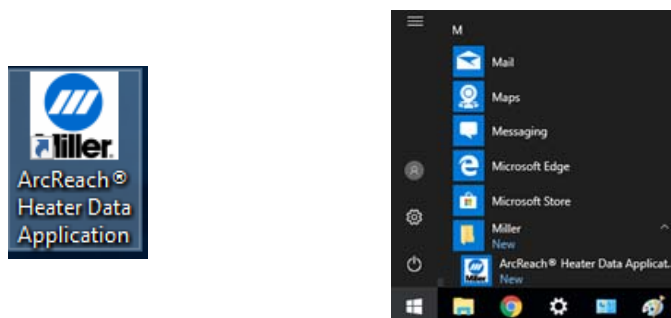 Miller.
ArcReach®
Heater Data
Application
M
Mail
Maps
Messaging
Microsoft Edge
Microsoft Store
Miller
New
Miller
ArcReach® Heater Data Applicat...
New